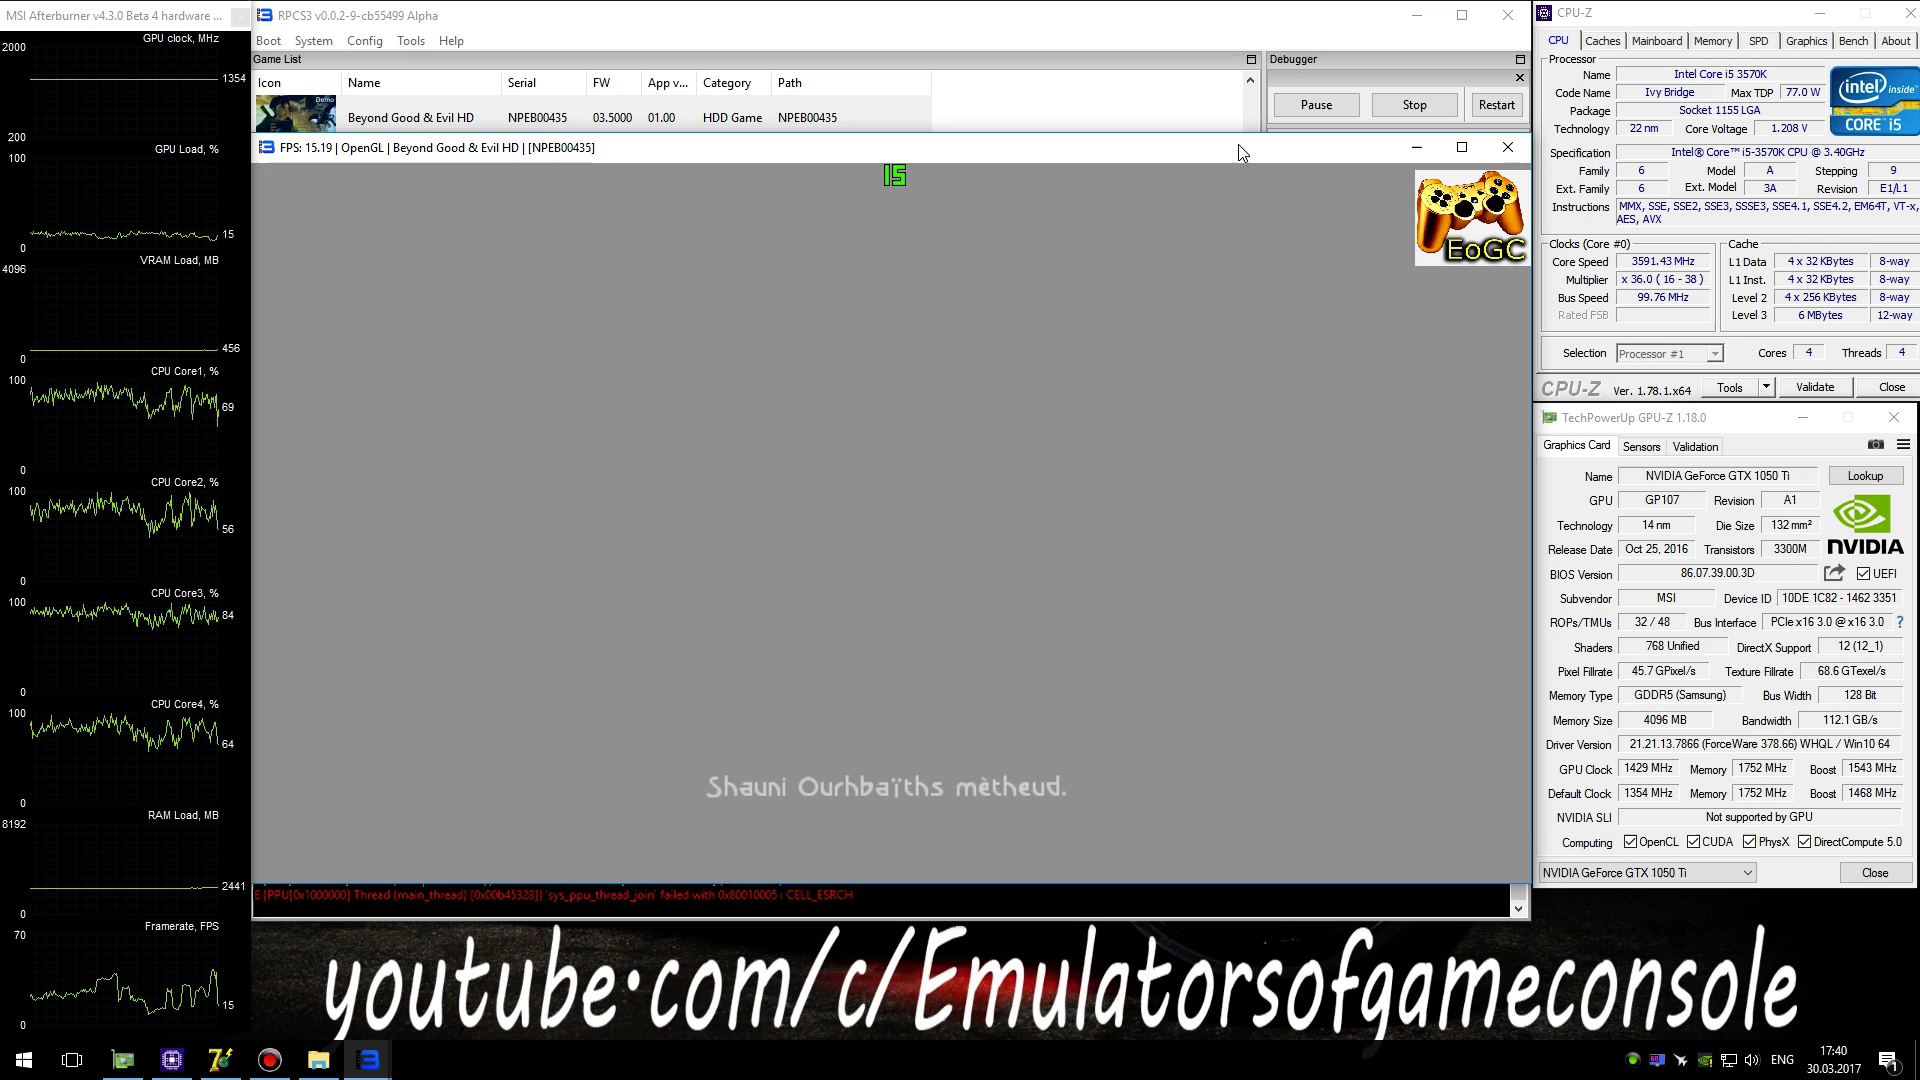 MSI Afterburner v4.3.0 Beta 4 hardware ...
GPU clock, MHz
2000
1354
200
GPU Load, %
100
15
0
VRAM Load, MB
4096
456
0
CPU Core1, %
100
69
0
CPU Core2, %
100
56
0
CPU Core3, %
100
84
0
CPU Core4, %
100
64
0
RAM Load, MB
8192
2441
0
Framerate, FPS
70
15
0
RPCS3 v0.0.2-9-cb55499 Alpha
Boot System Config Tools Help
Game List
Icon Name Serial FW App v... Category Path
Demo
Beyond Good & Evil HD NPEB00435 03.5000 01.00 HDD Game NPEB00435
Debugger
Pause Stop Restart
FPS: 15.19 | OpenGL | Beyond Good & Evil HD | [NPEB00435]
15
EoGC
Shauni Ourhbaïths mètheud.
E {PPU[0x1000000] Thread (main_thread) [0x00b45328]} 'sys_ppu_thread_join' failed with 0x80010005 : CELL_ESRCH
youtube.com/c/Emulatorsofgameconsole
CPU-Z
CPU Caches Mainboard Memory SPD Graphics Bench About
Processor
Name Intel Core i5 3570K
Code Name Ivy Bridge Max TDP 77.0 W
Package Socket 1155 LGA
Technology 22 nm Core Voltage 1.208 V
intel inside™
CORE i5
Specification Intel® Core™ i5-3570K CPU @ 3.40GHz
Family 6 Model A Stepping 9
Ext. Family 6 Ext. Model 3A Revision E1/L1
Instructions MMX, SSE, SSE2, SSE3, SSSE3, SSE4.1, SSE4.2, EM64T, VT-x,
AES, AVX
Clocks (Core #0)
Core Speed 3591.43 MHz
Multiplier x 36.0 ( 16 - 38 )
Bus Speed 99.76 MHz
Rated FSB
Cache
L1 Data 4 x 32 KBytes 8-way
L1 Inst. 4 x 32 KBytes 8-way
Level 2 4 x 256 KBytes 8-way
Level 3 6 MBytes 12-way
Selection Processor #1 Cores 4 Threads 4
CPU-Z Ver. 1.78.1.x64 Tools Validate Close
TechPowerUp GPU-Z 1.18.0
Graphics Card Sensors Validation
Name NVIDIA GeForce GTX 1050 Ti Lookup
GPU GP107 Revision A1
Technology 14 nm Die Size 132 mm²
Release Date Oct 25, 2016 Transistors 3300M
NVIDIA
BIOS Version 86.07.39.00.3D UEFI
Subvendor MSI Device ID 10DE 1C82 - 1462 3351
ROPs/TMUs 32 / 48 Bus Interface PCIe x16 3.0 @ x16 3.0 ?
Shaders 768 Unified DirectX Support 12 (12_1)
Pixel Fillrate 45.7 GPixel/s Texture Fillrate 68.6 GTexel/s
Memory Type GDDR5 (Samsung) Bus Width 128 Bit
Memory Size 4096 MB Bandwidth 112.1 GB/s
Driver Version 21.21.13.7866 (ForceWare 378.66) WHQL / Win10 64
GPU Clock 1429 MHz Memory 1752 MHz Boost 1543 MHz
Default Clock 1354 MHz Memory 1752 MHz Boost 1468 MHz
NVIDIA SLI Not supported by GPU
Computing OpenCL CUDA PhysX DirectCompute 5.0
NVIDIA GeForce GTX 1050 Ti Close
ENG
17:40
30.03.2017
1